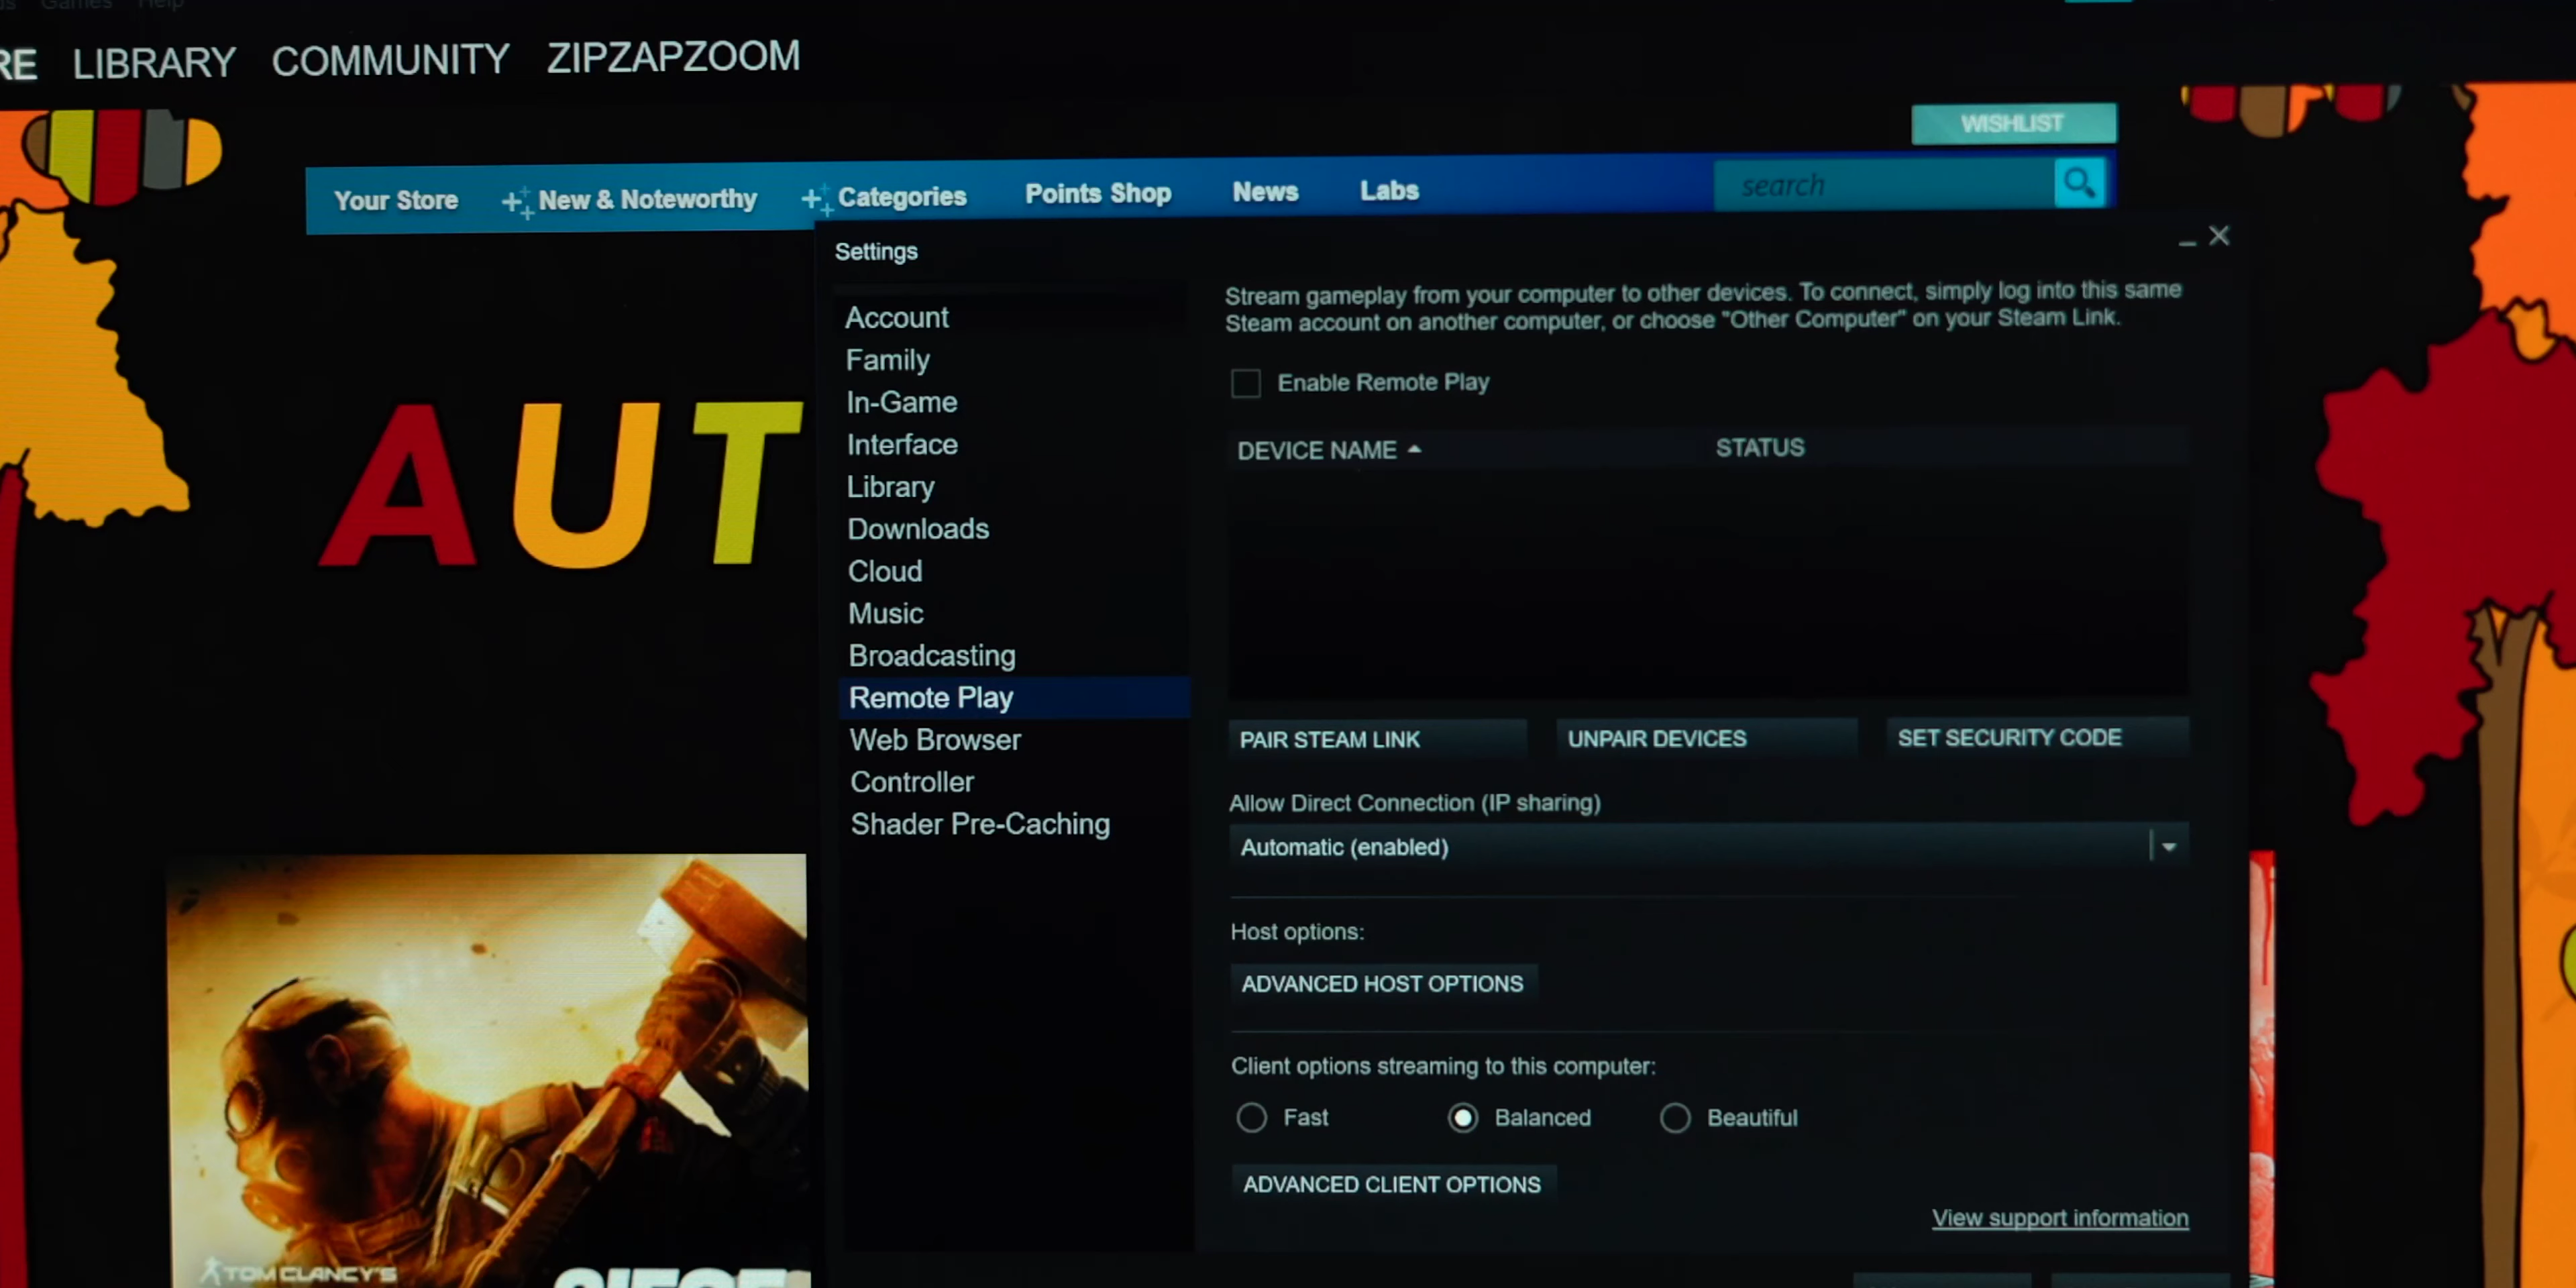 Games Help
RE LIBRARY COMMUNITY ZIPZAPZOOM
WISHLIST
Your Store New & Noteworthy Categories Points Shop News Labs search
Settings
Stream gameplay from your computer to other devices. To connect, simply log into this same
Steam account on another computer, or choose "Other Computer" on your Steam Link.
Account
Family
In-Game
Interface
Library
Downloads
Cloud
Music
Broadcasting
Remote Play
Web Browser
Controller
Shader Pre-Caching
Enable Remote Play
DEVICE NAME STATUS
PAIR STEAM LINK UNPAIR DEVICES SET SECURITY CODE
Allow Direct Connection (IP sharing)
Automatic (enabled)
Host options:
ADVANCED HOST OPTIONS
Client options streaming to this computer:
Fast Balanced Beautiful
ADVANCED CLIENT OPTIONS
View support information
AUT
TOM CLANCY'S
SIEGE